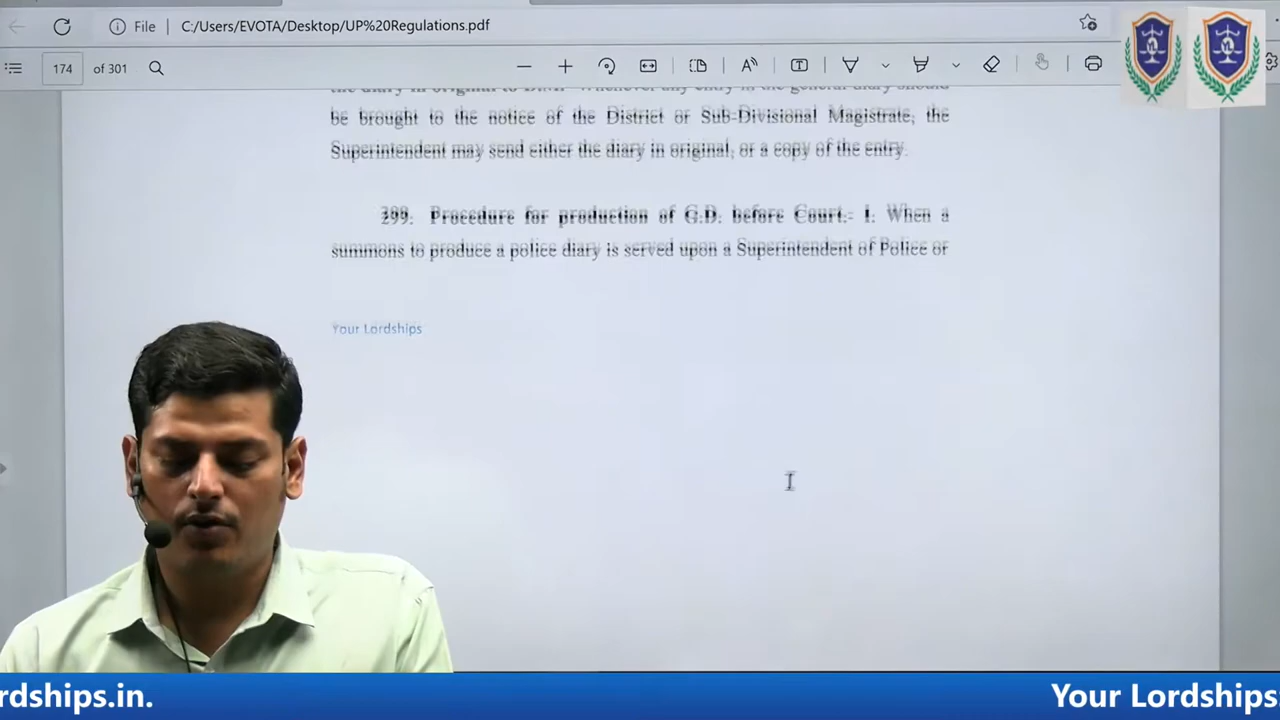 File C:/Users/EVOTA/Desktop/UP%20Regulations.pdf
174 of 301
be brought to the notice of the District or Sub-Divisional Magistrate, the
Superintendent may send either the diary in original, or a copy of the entry.
299. Procedure for production of G.D. before Court.- I. When a
summons to produce a police diary is served upon a Superintendent of Police or
Your Lordships
rdships.in.
Your Lordships